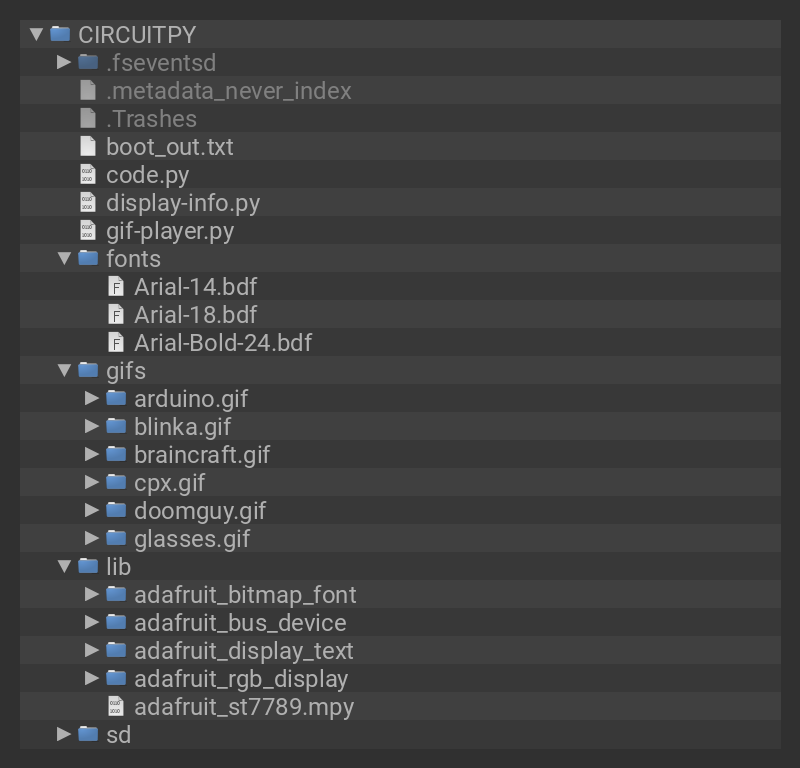 CIRCUITPY
.fseventsd
.metadata_never_index
.Trashes
boot_out.txt
code.py
display-info.py
gif-player.py
fonts
Arial-14.bdf
Arial-18.bdf
Arial-Bold-24.bdf
gifs
arduino.gif
blinka.gif
braincraft.gif
cpx.gif
doomguy.gif
glasses.gif
lib
adafruit_bitmap_font
adafruit_bus_device
adafruit_display_text
adafruit_rgb_display
adafruit_st7789.mpy
sd